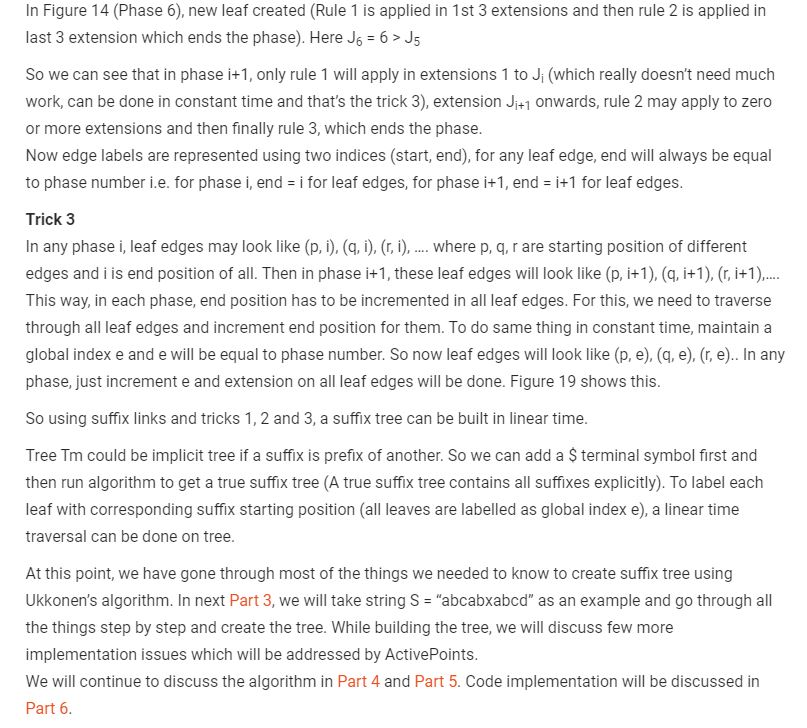 In Figure 14 (Phase 6), new leaf created (Rule 1 is applied in 1st 3 extensions and then rule 2 is applied in
last 3 extension which ends the phase). Here J6 = 6 > J5
So we can see that in phase i+1, only rule 1 will apply in extensions 1 to Ji (which really doesn't need much
work, can be done in constant time and that's the trick 3), extension Ji+1 onwards, rule 2 may apply to zero
or more extensions and then finally rule 3, which ends the phase.
Now edge labels are represented using two indices (start, end), for any leaf edge, end will always be equal
to phase number i.e. for phase i, end = i for leaf edges, for phase i+1, end = i+1 for leaf edges.
Trick 3
In any phase i, leaf edges may look like (p, i), (q, i), (r, i), .... where p, q, r are starting position of different
edges and i is end position of all. Then in phase i+1, these leaf edges will look like (p, i+1), (q, i+1), (r, i+1),....
This way, in each phase, end position has to be incremented in all leaf edges. For this, we need to traverse
through all leaf edges and increment end position for them. To do same thing in constant time, maintain a
global index e and e will be equal to phase number. So now leaf edges will look like (p, e), (q, e), (r, e).. In any
phase, just increment e and extension on all leaf edges will be done. Figure 19 shows this.
So using suffix links and tricks 1, 2 and 3, a suffix tree can be built in linear time.
Tree Tm could be implicit tree if a suffix is prefix of another. So we can add a $ terminal symbol first and
then run algorithm to get a true suffix tree (A true suffix tree contains all suffixes explicitly). To label each
leaf with corresponding suffix starting position (all leaves are labelled as global index e), a linear time
traversal can be done on tree.
At this point, we have gone through most of the things we needed to know to create suffix tree using
Ukkonen's algorithm. In next Part 3, we will take string S = "abcabxabcd" as an example and go through all
the things step by step and create the tree. While building the tree, we will discuss few more
implementation issues which will be addressed by ActivePoints.
We will continue to discuss the algorithm in Part 4 and Part 5. Code implementation will be discussed in
Part 6.